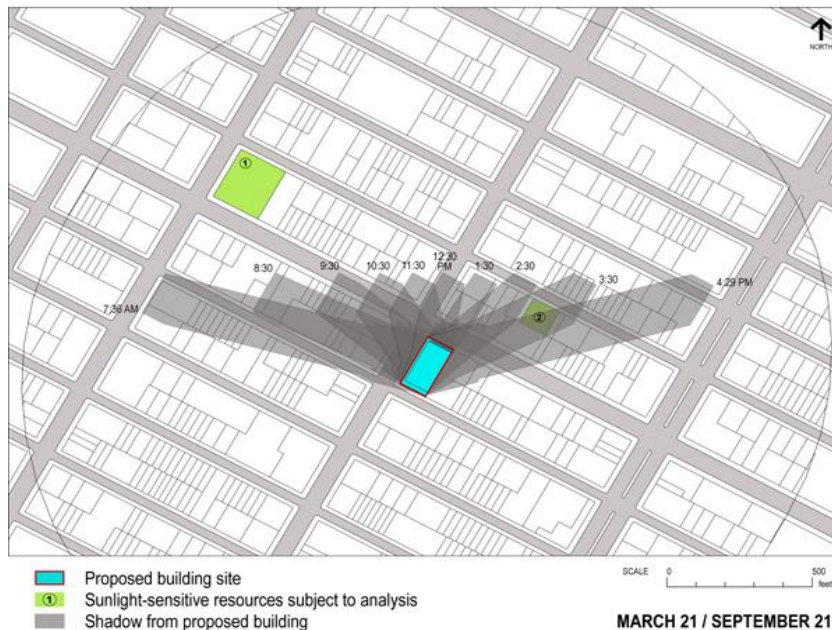 NORTH
①
8:30
9:30
10:30
11:30
12:30
PM
1:30
2:30
3:30
4:29 PM
7:36 AM
②
Proposed building site
① Sunlight-sensitive resources subject to analysis
Shadow from proposed building
SCALE 0 500
feet
MARCH 21 / SEPTEMBER 21